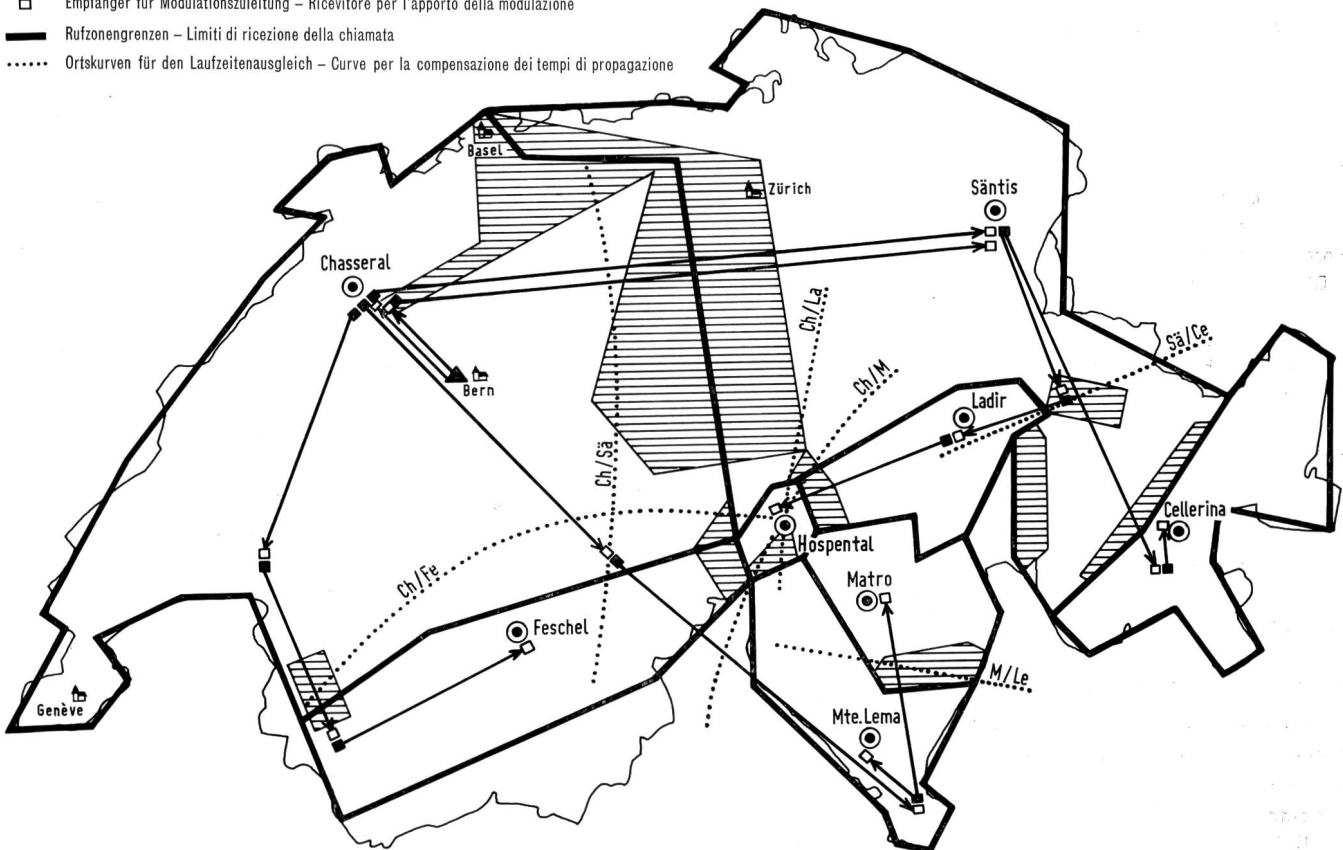 Empfänger für Modulationszuleitung – Ricevitore per l'apporto della modulazione
Rufzonengrenzen – Limiti di ricezione della chiamata
Ortskurven für den Laufzeitenausgleich – Curve per la compensazione dei tempi di propagazione
Basel
Zürich
Säntis
Chasseral
Ch/La
Sä/Ce
Bern
Ch/M
Ladir
Ch/Sä
Cellerina
Hospental
Ch/Fe
Matro
Feschel
M/Le
Genève
Mte.Lema